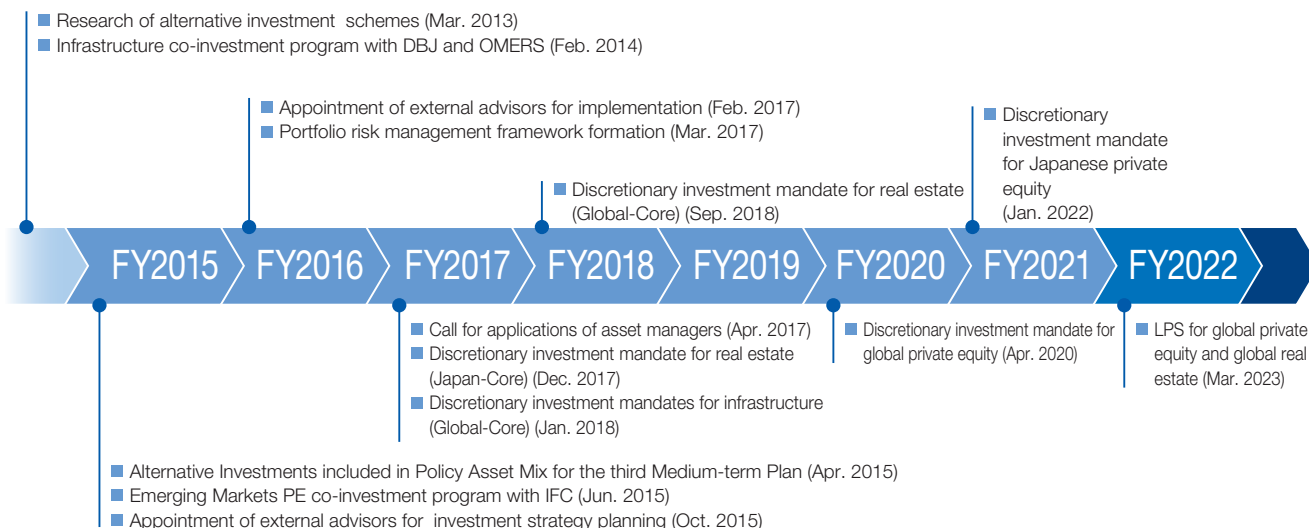 ■ Research of alternative investment schemes (Mar. 2013)
■ Infrastructure co-investment program with DBJ and OMERS (Feb. 2014)
■ Appointment of external advisors for implementation (Feb. 2017)
■ Portfolio risk management framework formation (Mar. 2017)
■ Discretionary investment mandate for real estate
(Global-Core) (Sep. 2018)
■ Discretionary
investment mandate
for Japanese private
equity
(Jan. 2022)
FY2015 FY2016 FY2017 FY2018 FY2019 FY2020 FY2021 FY2022
■ Call for applications of asset managers (Apr. 2017)
■ Discretionary investment mandate for real estate
(Japan-Core) (Dec. 2017)
■ Discretionary investment mandates for infrastructure
(Global-Core) (Jan. 2018)
■ Discretionary investment mandate for
global private equity (Apr. 2020)
■ LPS for global private
equity and global real
estate (Mar. 2023)
■ Alternative Investments included in Policy Asset Mix for the third Medium-term Plan (Apr. 2015)
■ Emerging Markets PE co-investment program with IFC (Jun. 2015)
■ Appointment of external advisors for investment strategy planning (Oct. 2015)